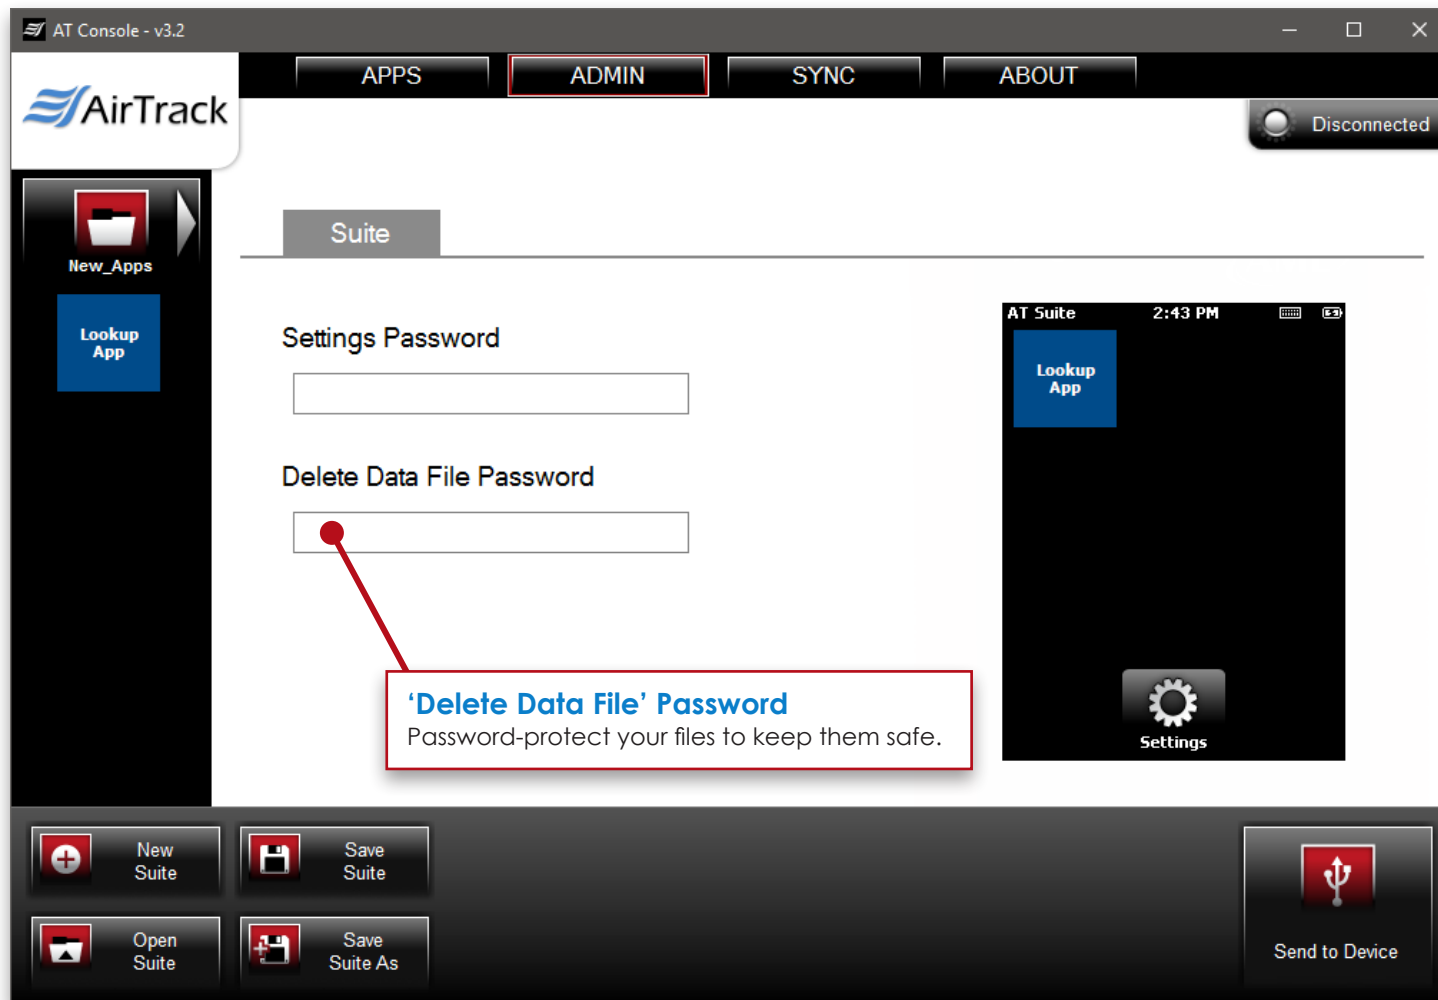 AT Console - v3.2
APPS
ADMIN
SYNC
ABOUT
AirTrack
Disconnected
New_Apps
Lookup
App
Suite
Settings Password
Delete Data File Password
‘Delete Data File’ Password
Password-protect your files to keep them safe.
AT Suite 2:43 PM
Lookup
App
Settings
New
Suite
Save
Suite
Open
Suite
Save
Suite As
Send to Device